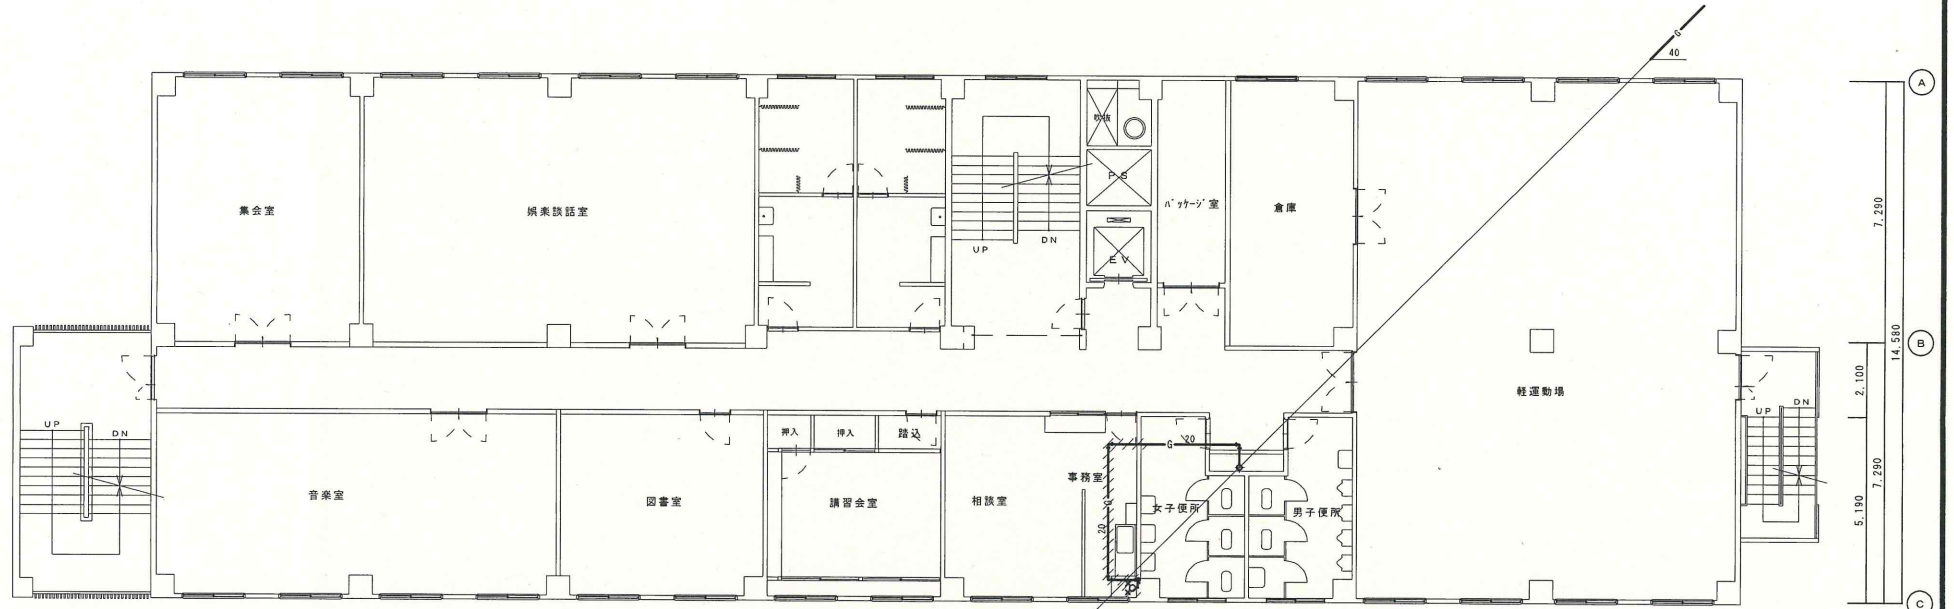 G
40
A
吹抜
PS
7.290
集会室
娯楽談話室
パッケージ室
倉庫
UP
DN
EV
14.580
B
2.100
軽運動場
UP
DN
UP
DN
押入
押入
踏込
G
20
事務室
7.290
音楽室
図書室
講習会室
相談室
女子便所
男子便所
5.190
G
20
C